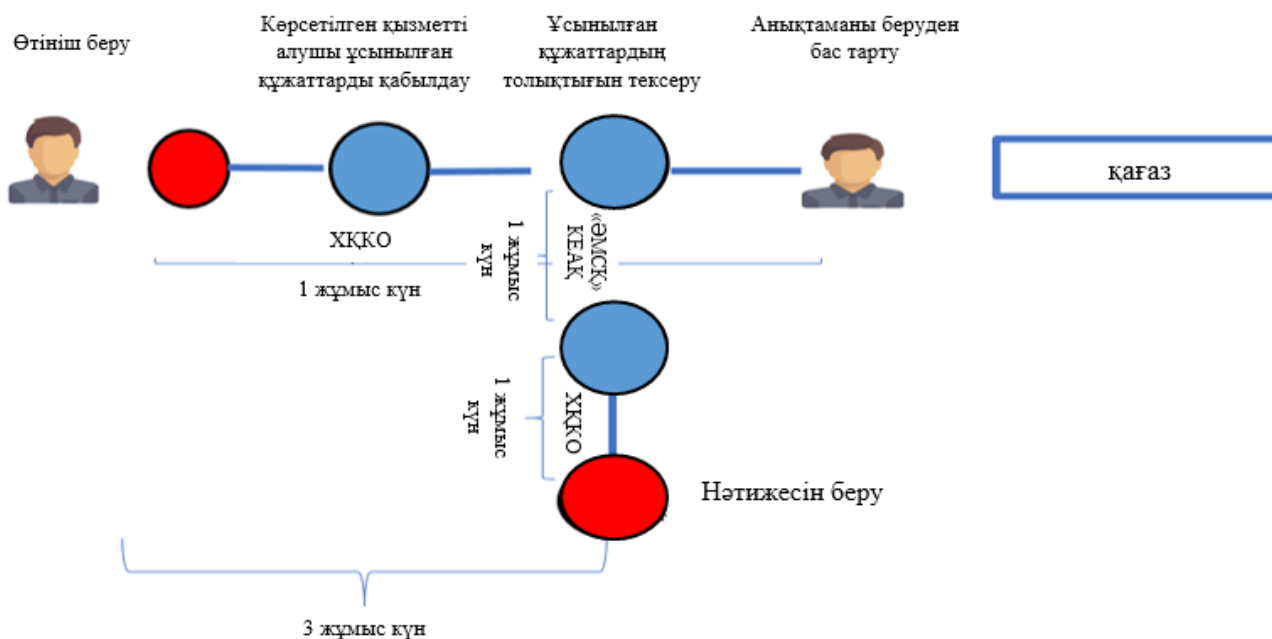 Өтініш беру
Көрсетілген қызметті
алушы ұсынылған
құжаттарды қабылдау
Ұсынылған
құжаттардың
толықтығын тексеру
Анықтаманы беруден
бас тарту
қағаз
ХҚКО
1 жұмыс күн
1 жұмыс
күн
«ӘМСҚ»
КЕАҚ
1 жұмыс
күн
ХҚКО
Нәтижесін беру
3 жұмыс күн